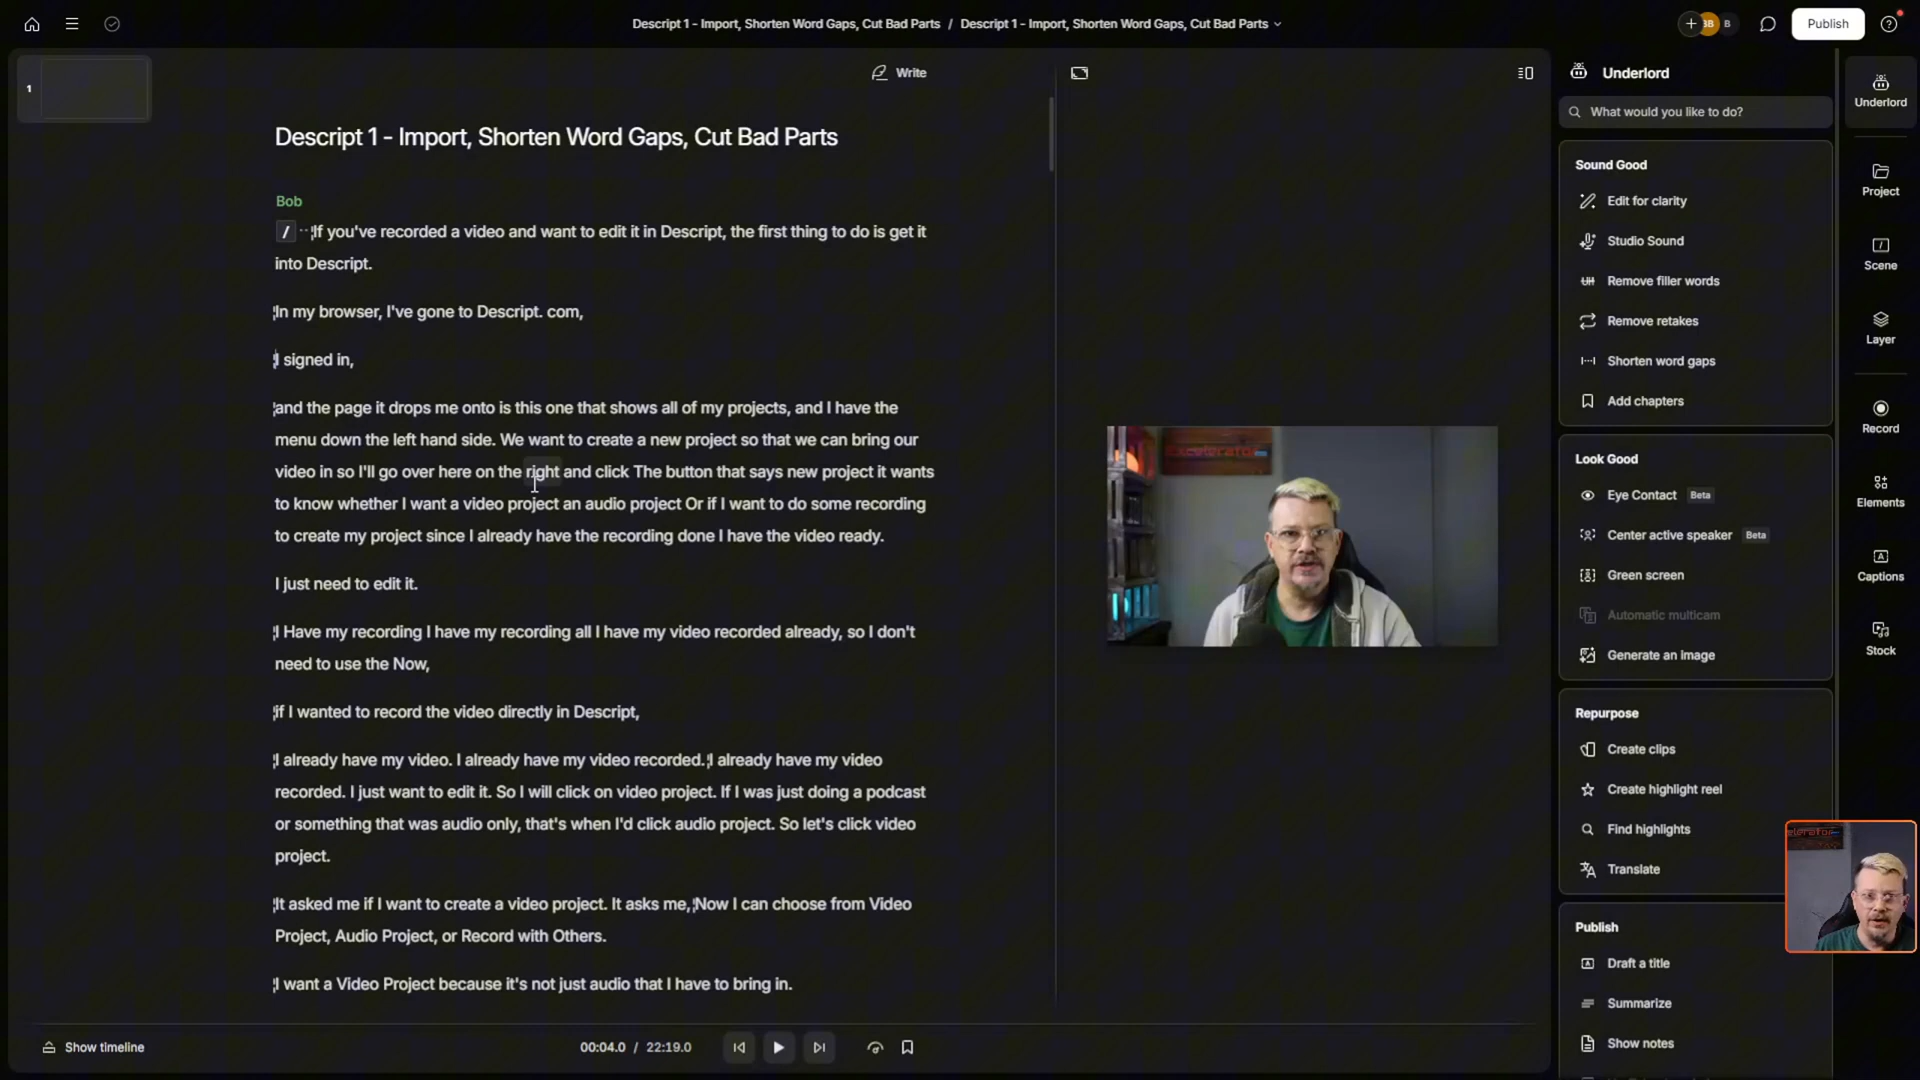 Descript 1 - Import, Shorten Word Gaps, Cut Bad Parts / Descript 1 - Import, Shorten Word Gaps, Cut Bad Parts
BB
B
Publish
1
Write
Descript 1 - Import, Shorten Word Gaps, Cut Bad Parts
Bob
/ If you've recorded a video and want to edit it in Descript, the first thing to do is get it
into Descript.
In my browser, I've gone to Descript. com,
I signed in,
and the page it drops me onto is this one that shows all of my projects, and I have the
menu down the left hand side. We want to create a new project so that we can bring our
video in so I'll go over here on the right and click The button that says new project it wants
to know whether I want a video project an audio project Or if I want to do some recording
to create my project since I already have the recording done I have the video ready.
I just need to edit it.
I Have my recording I have my recording all I have my video recorded already, so I don't
need to use the Now,
if I wanted to record the video directly in Descript,
I already have my video. I already have my video recorded. I already have my video
recorded. I just want to edit it. So I will click on video project. If I was just doing a podcast
or something that was audio only, that's when I'd click audio project. So let's click video
project.
It asked me if I want to create a video project. It asks me, Now I can choose from Video
Project, Audio Project, or Record with Others.
I want a Video Project because it's not just audio that I have to bring in.
Show timeline
00:04.0 / 22:19.0
Excelerator
Underlord
What would you like to do?
Sound Good
Edit for clarity
Studio Sound
Remove filler words
Remove retakes
Shorten word gaps
Add chapters
Look Good
Eye Contact Beta
Center active speaker Beta
Green screen
Automatic multicam
Generate an image
Repurpose
Create clips
Create highlight reel
Find highlights
Translate
Publish
Draft a title
Summarize
Show notes
Underlord
Project
Scene
Layer
Record
Elements
Captions
Stock
elerator